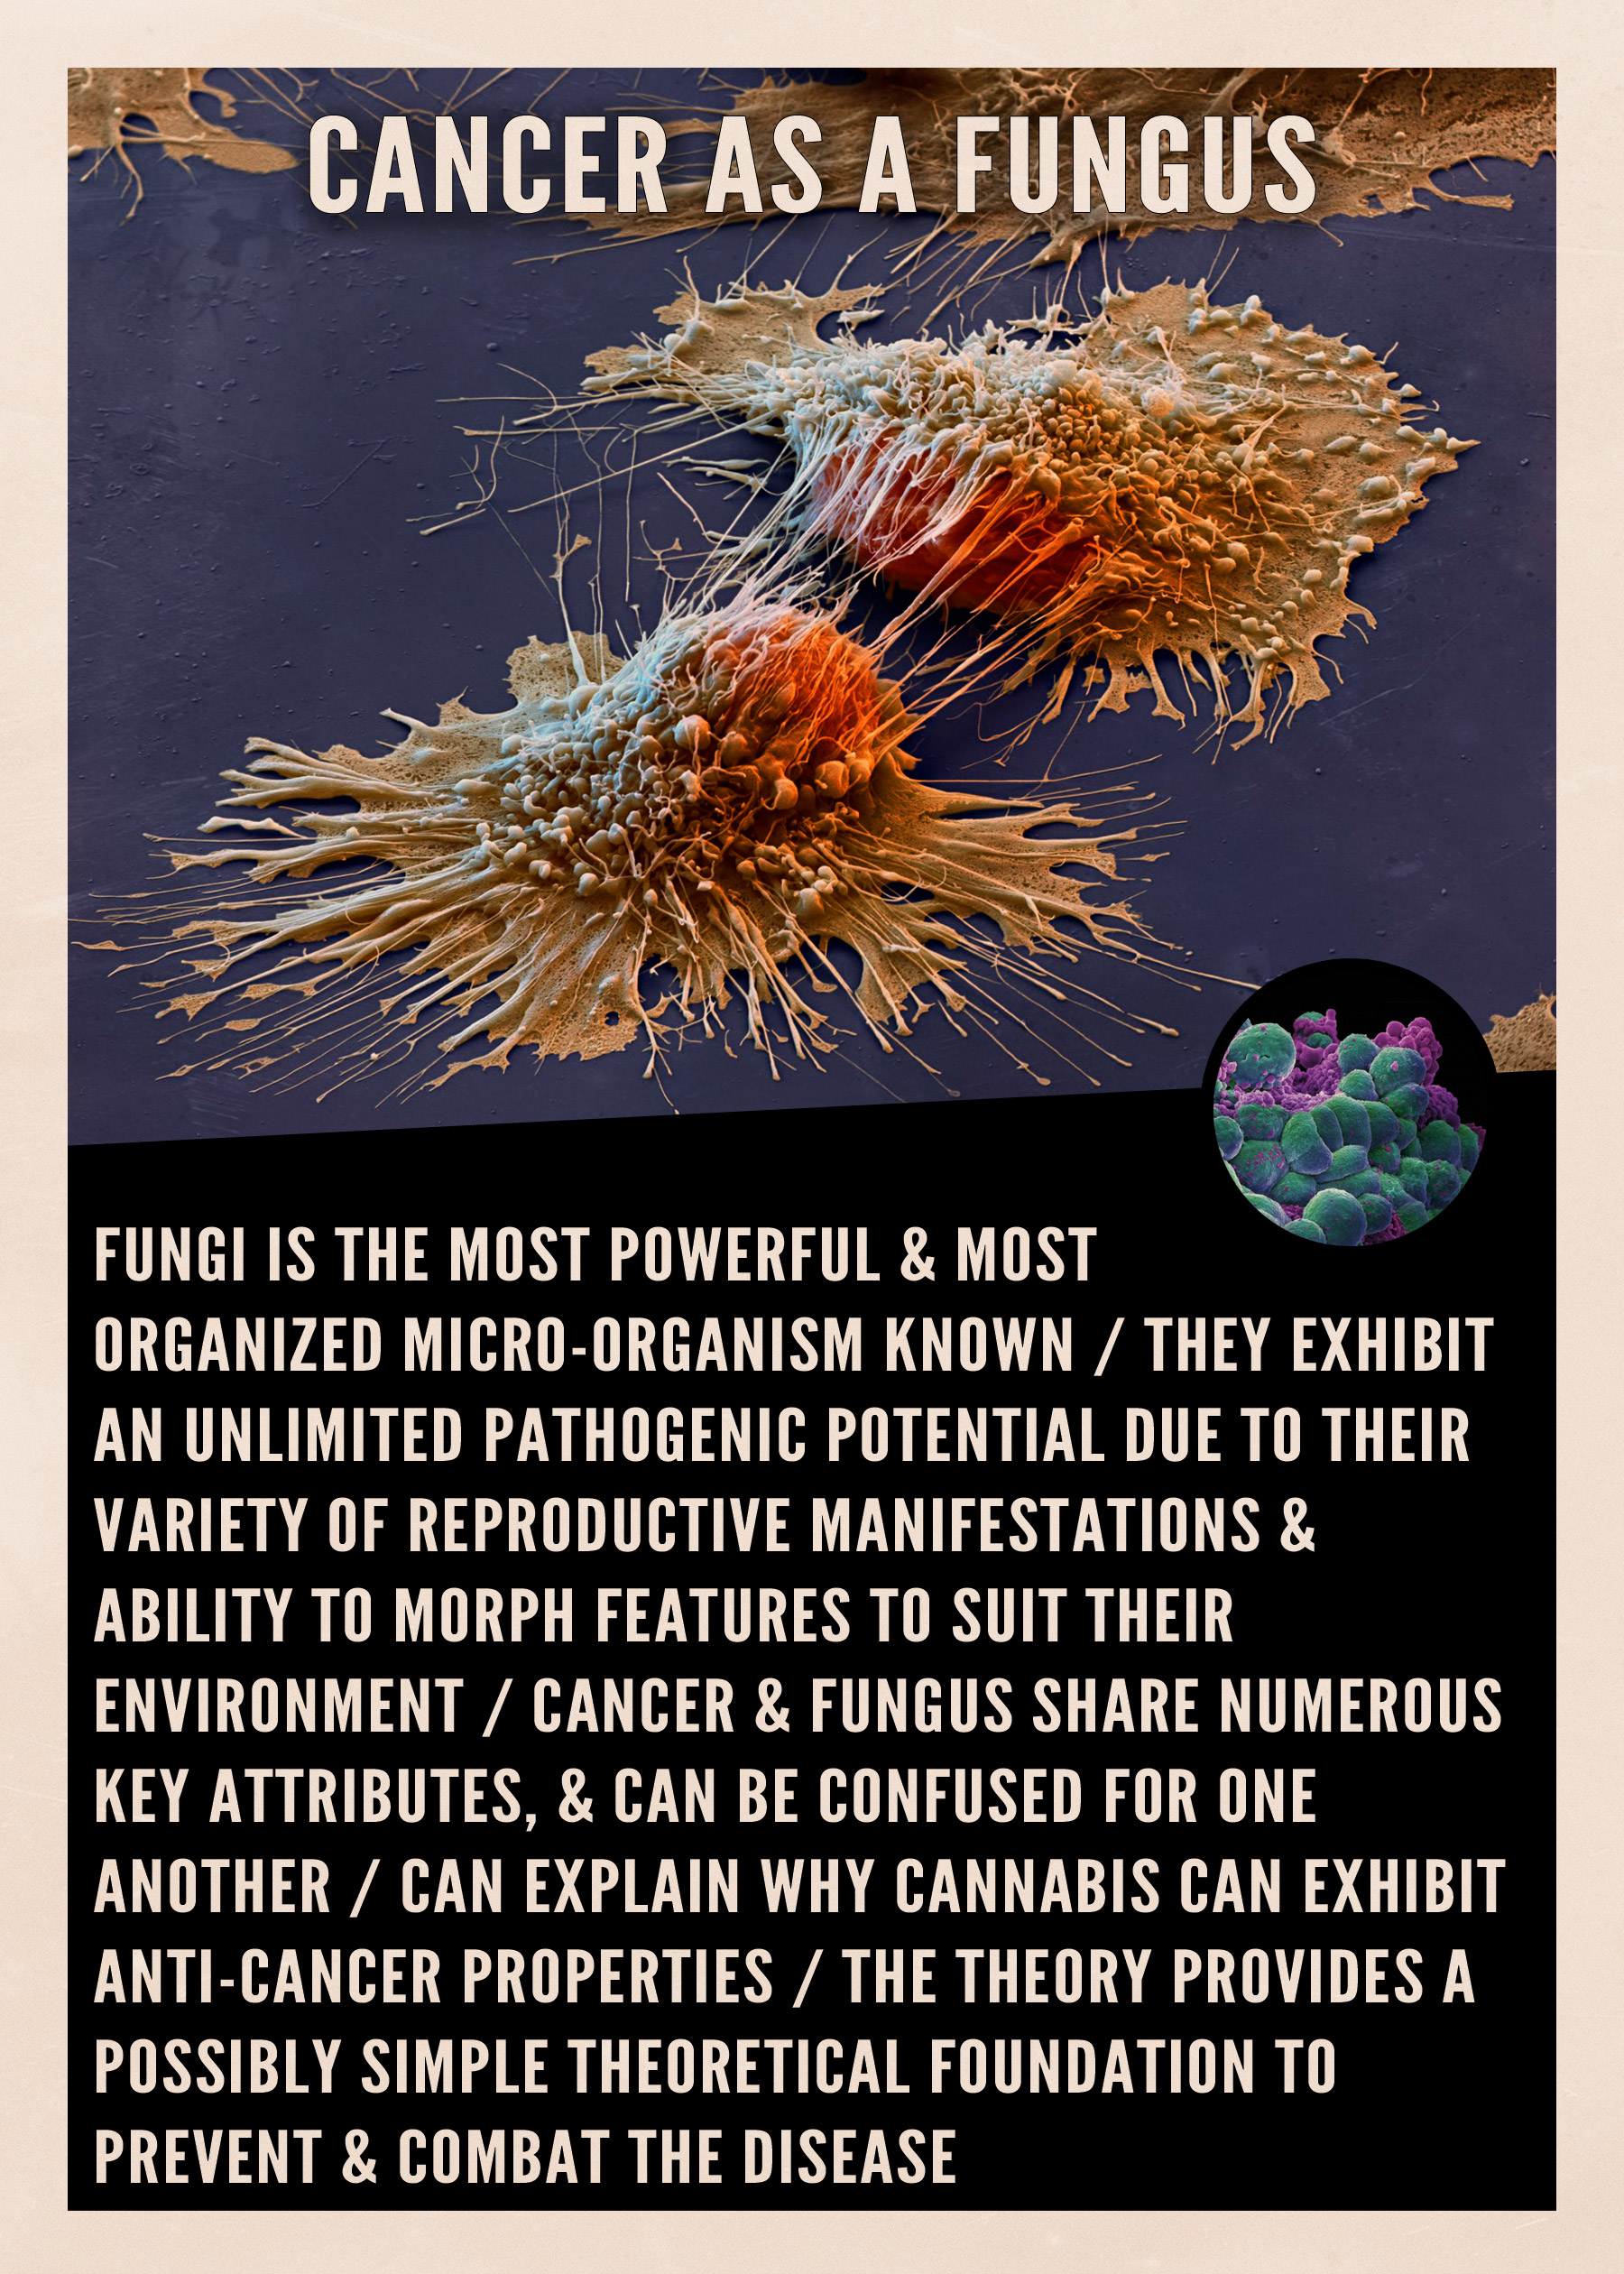 CANCER AS A FUNGUS
FUNGI IS THE MOST POWERFUL & MOST
ORGANIZED MICRO-ORGANISM KNOWN / THEY EXHIBIT
AN UNLIMITED PATHOGENIC POTENTIAL DUE TO THEIR
VARIETY OF REPRODUCTIVE MANIFESTATIONS &
ABILITY TO MORPH FEATURES TO SUIT THEIR
ENVIRONMENT / CANCER & FUNGUS SHARE NUMEROUS
KEY ATTRIBUTES, & CAN BE CONFUSED FOR ONE
ANOTHER / CAN EXPLAIN WHY CANNABIS CAN EXHIBIT
ANTI-CANCER PROPERTIES / THE THEORY PROVIDES A
POSSIBLY SIMPLE THEORETICAL FOUNDATION TO
PREVENT & COMBAT THE DISEASE